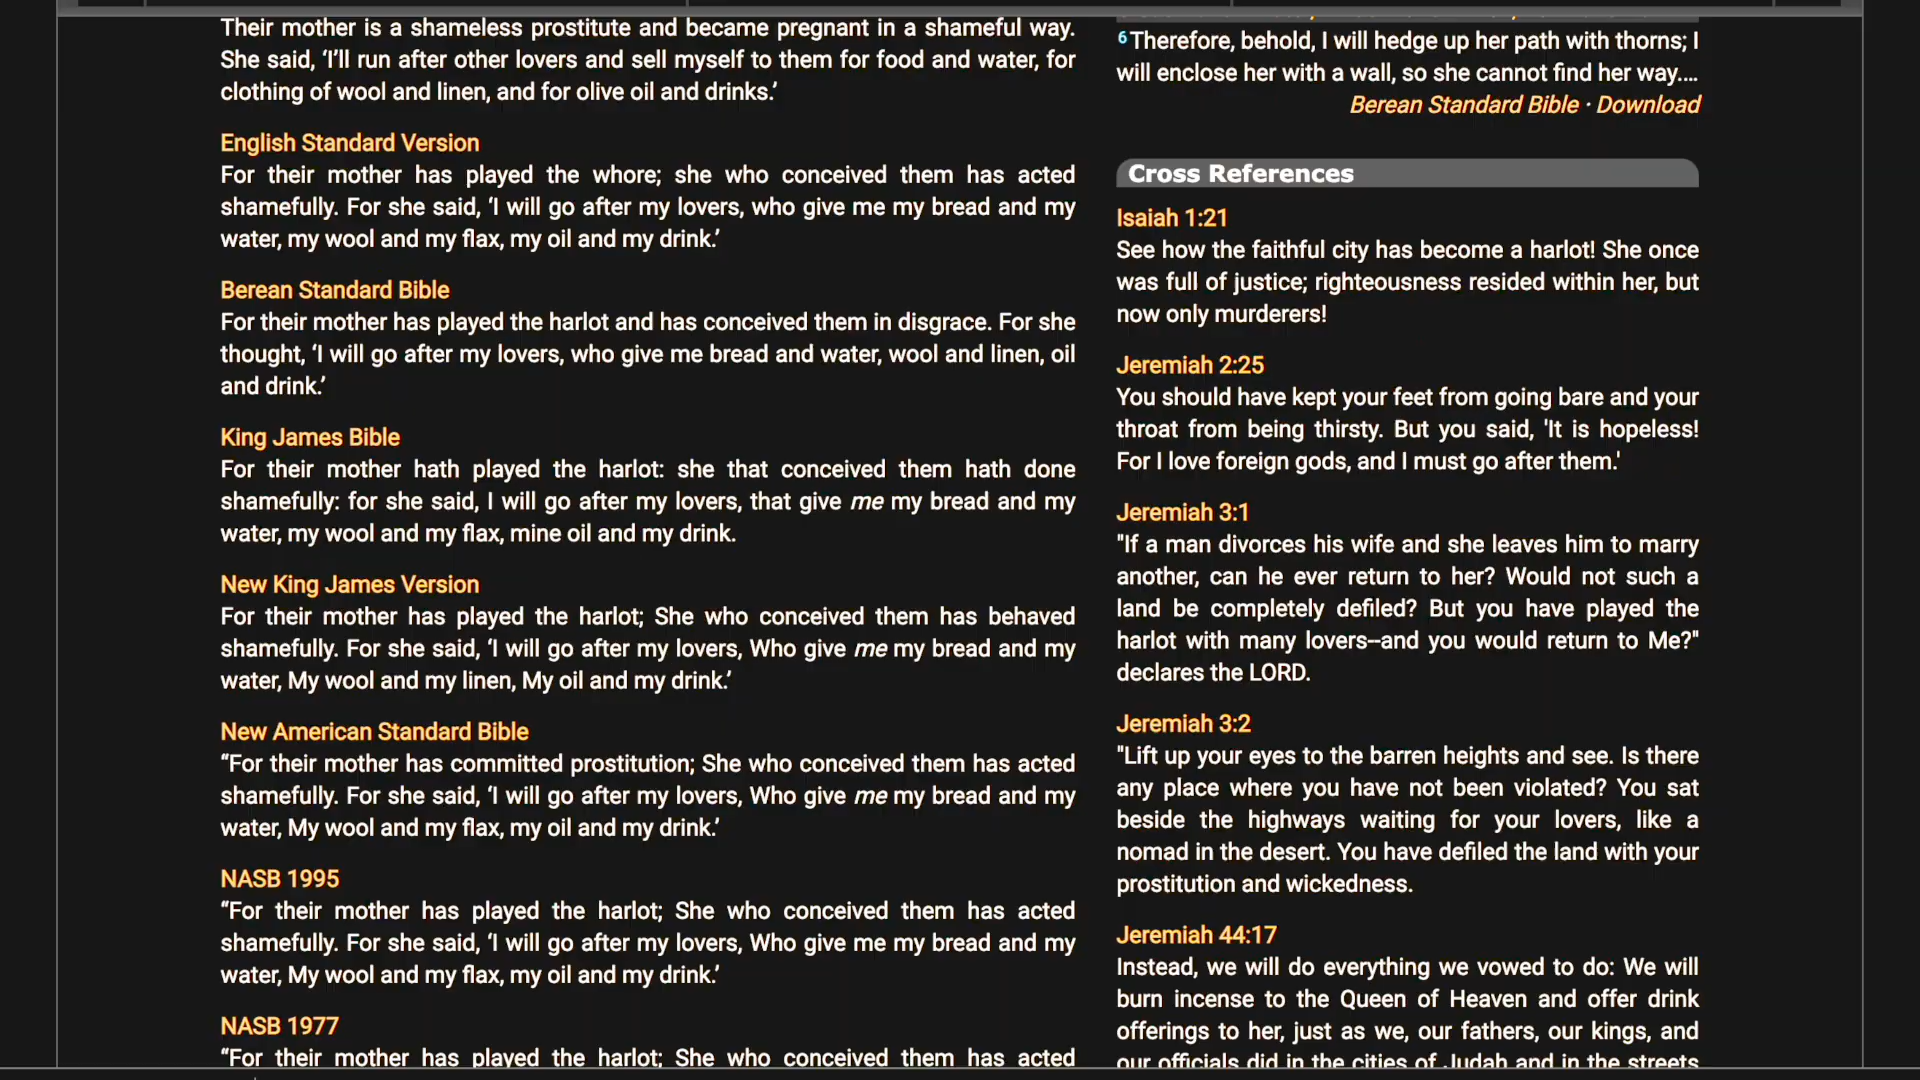 Their mother is a shameless prostitute and became pregnant in a shameful way.
She said, ‘I’ll run after other lovers and sell myself to them for food and water, for
clothing of wool and linen, and for olive oil and drinks.’
English Standard Version
For their mother has played the whore; she who conceived them has acted
shamefully. For she said, ‘I will go after my lovers, who give me my bread and my
water, my wool and my flax, my oil and my drink.’
Berean Standard Bible
For their mother has played the harlot and has conceived them in disgrace. For she
thought, ‘I will go after my lovers, who give me bread and water, wool and linen, oil
and drink.’
King James Bible
For their mother hath played the harlot: she that conceived them hath done
shamefully: for she said, I will go after my lovers, that give me my bread and my
water, my wool and my flax, mine oil and my drink.
New King James Version
For their mother has played the harlot; She who conceived them has behaved
shamefully. For she said, ‘I will go after my lovers, Who give me my bread and my
water, My wool and my linen, My oil and my drink.’
New American Standard Bible
“For their mother has committed prostitution; She who conceived them has acted
shamefully. For she said, ‘I will go after my lovers, Who give me my bread and my
water, My wool and my flax, my oil and my drink.’
NASB 1995
“For their mother has played the harlot; She who conceived them has acted
shamefully. For she said, ‘I will go after my lovers, Who give me my bread and my
water, My wool and my flax, my oil and my drink.’
NASB 1977
“For their mother has played the harlot; She who conceived them has acted
6 Therefore, behold, I will hedge up her path with thorns; I
will enclose her with a wall, so she cannot find her way.…
Berean Standard Bible · Download
Cross References
Isaiah 1:21
See how the faithful city has become a harlot! She once
was full of justice; righteousness resided within her, but
now only murderers!
Jeremiah 2:25
You should have kept your feet from going bare and your
throat from being thirsty. But you said, 'It is hopeless!
For I love foreign gods, and I must go after them.'
Jeremiah 3:1
"If a man divorces his wife and she leaves him to marry
another, can he ever return to her? Would not such a
land be completely defiled? But you have played the
harlot with many lovers--and you would return to Me?"
declares the LORD.
Jeremiah 3:2
"Lift up your eyes to the barren heights and see. Is there
any place where you have not been violated? You sat
beside the highways waiting for your lovers, like a
nomad in the desert. You have defiled the land with your
prostitution and wickedness.
Jeremiah 44:17
Instead, we will do everything we vowed to do: We will
burn incense to the Queen of Heaven and offer drink
offerings to her, just as we, our fathers, our kings, and
our officials did in the cities of Judah and in the streets